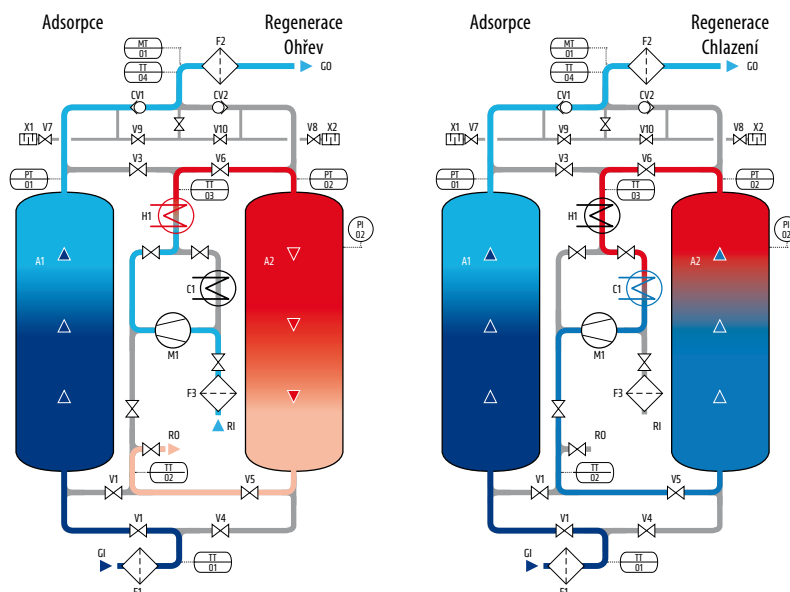 Adsorpce
Regenerace
Ohřev
MT
01
TT
04
F2
GO
CV1
CV2
X1
V7
V9
V10
V8
X2
V3
V6
PT
01
TT
03
PT
02
H1
PI
02
A1
A2
C1
M1
F3
RI
RO
TT
02
V1
V5
V1
V4
GI
TT
01
F1
Adsorpce
Regenerace
Chlazení
MT
01
TT
04
F2
GO
CV1
CV2
X1
V7
V9
V10
V8
X2
V3
V6
PT
01
TT
03
PT
02
H1
PI
02
A1
A2
C1
M1
F3
RI
RO
TT
02
V1
V5
V1
V4
GI
TT
01
F1